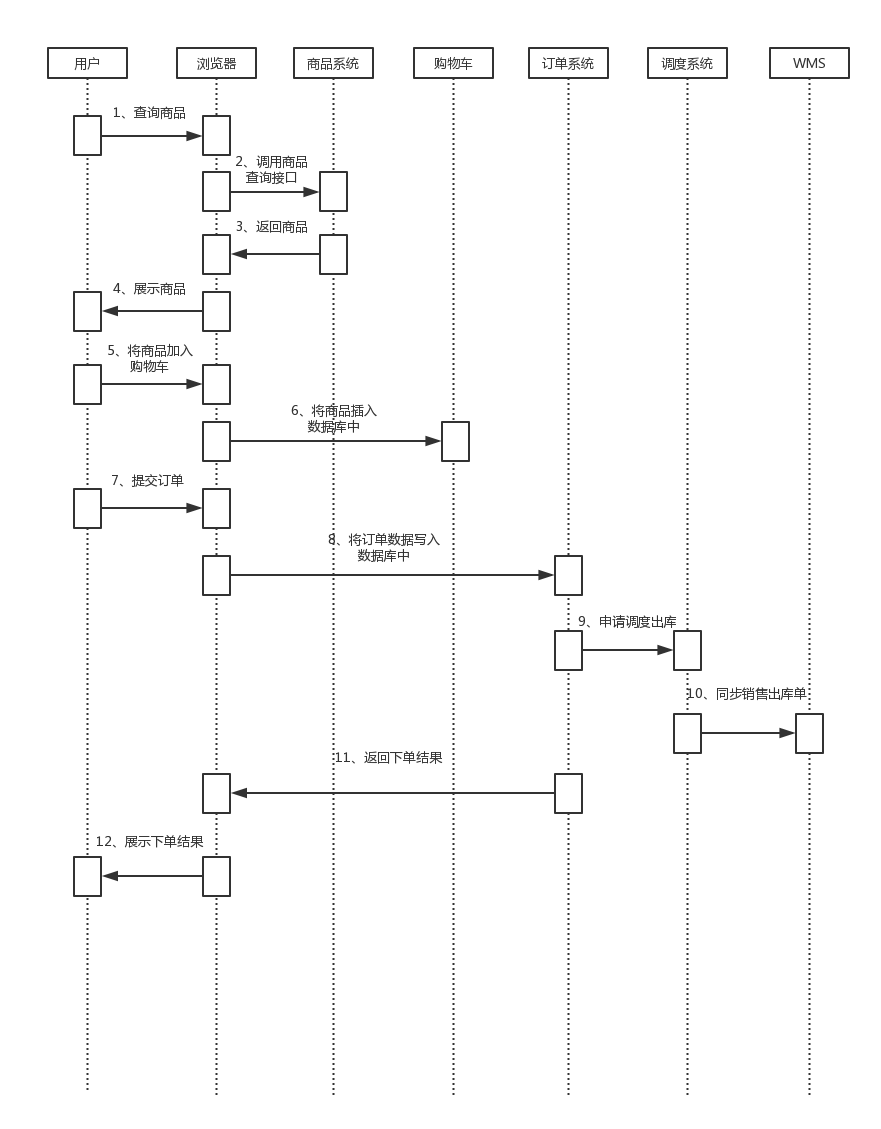 用户
浏览器
商品系统
购物车
订单系统
调度系统
WMS
1、查询商品
2、调用商品
查询接口
3、返回商品
4、展示商品
5、将商品加入
购物车
6、将商品插入
数据库中
7、提交订单
8、将订单数据写入
数据库中
9、申请调度出库
10、同步销售出库单
11、返回下单结果
12、展示下单结果